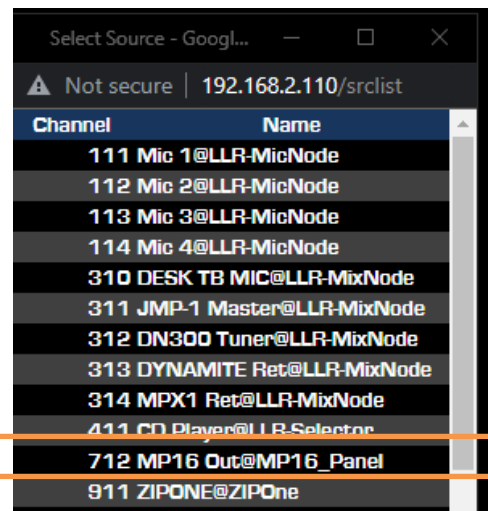 Select Source - Googl...
Not secure | 192.168.2.110/srclist
Channel Name
111 Mic 1@LLR-MicNode
112 Mic 2@LLR-MicNode
113 Mic 3@LLR-MicNode
114 Mic 4@LLR-MicNode
310 DESK TB MIC@LLR-MixNode
311 JMP-1 Master@LLR-MixNode
312 DN300 Tuner@LLR-MixNode
313 DYNAMITE Ret@LLR-MixNode
314 MPX1 Ret@LLR-MixNode
411 CD Player@LLR-Selector
712 MP16 Out@MP16_Panel
911 ZIPONE@ZIPOne